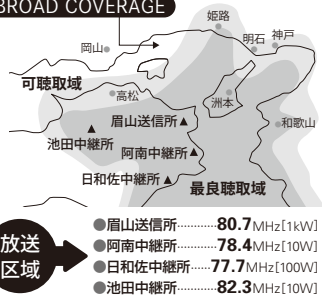 BROAD COVERAGE
姫路
岡山
明石
神戸
可聴取域
高松
洲本
眉山送信所
和歌山
池田中継所
阿南中継所
日和佐中継所
最良聴取域
放送
区域
●眉山送信所…………80.7MHz[1kW]
●阿南中継所…………78.4MHz[10W]
●日和佐中継所……77.7MHz[100W]
●池田中継所…………82.3MHz[10W]